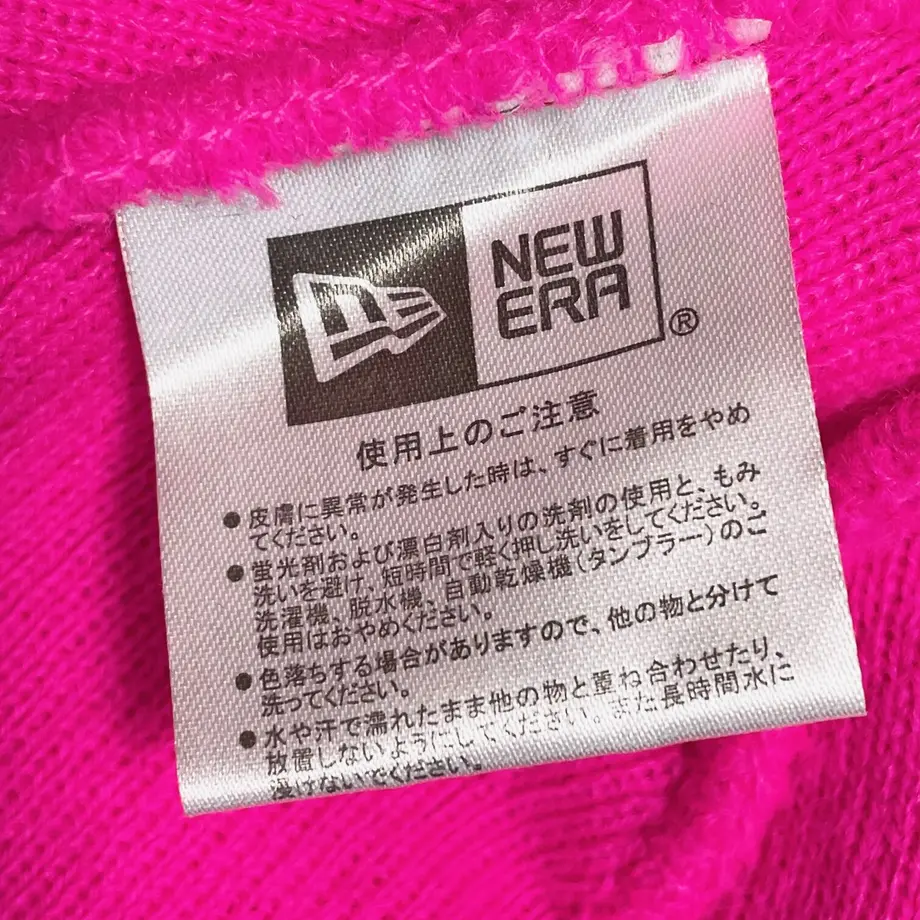 NEW
ERA
®
使用上のご注意
●皮膚に異常が発生した時は、すぐに着用をやめ
てください。
●蛍光剤および漂白剤入りの洗剤の使用と、もみ
洗いを避け、短時間で軽く押し洗いをしてください。
洗濯機、脱水機、自動乾燥機(タンブラー)のご
使用はおやめください。
●色落ちする場合がありますので、他の物と分けて
洗ってください。
●水や汗で濡れたまま他の物と重ね合わせたり、
放置しないようにしてください。また長時間水に
浸けないでください。